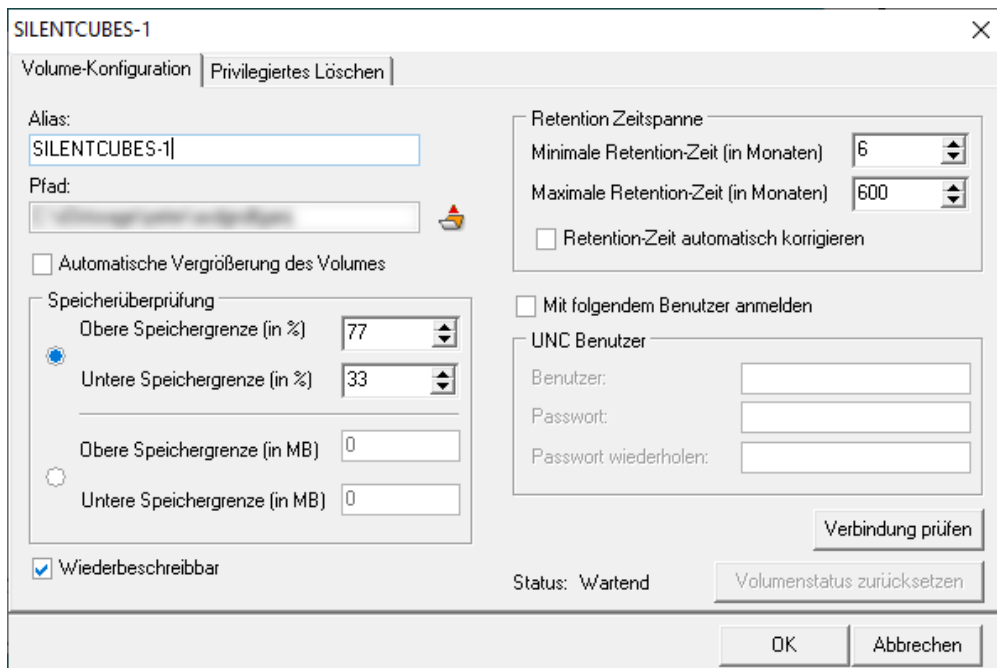 SILENTCUBES-1
Volume-Konfiguration
Privilegiertes Löschen
Alias:
SILENTCUBES-1
Pfad:
Automatische Vergrößerung des Volumes
Speicherüberprüfung
Obere Speichergrenze (in %) 77
Untere Speichergrenze (in %) 33
Obere Speichergrenze (in MB) 0
Untere Speichergrenze (in MB) 0
Wiederbeschreibbar
Retention Zeitspanne
Minimale Retention-Zeit (in Monaten) 6
Maximale Retention-Zeit (in Monaten) 600
Retention-Zeit automatisch korrigieren
Mit folgendem Benutzer anmelden
UNC Benutzer
Benutzer:
Passwort:
Passwort wiederholen:
Verbindung prüfen
Status: Wartend
Volumenstatus zurücksetzen
OK
Abbrechen